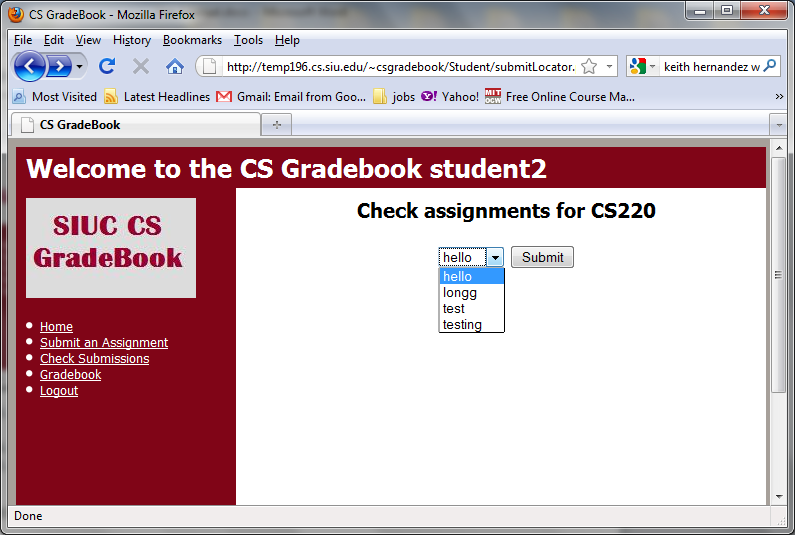 CS GradeBook - Mozilla Firefox
File Edit View History Bookmarks Tools Help
http://temp196.cs.siu.edu/~csgradebook/Student/submitLocator. keith hernandez w
Most Visited Latest Headlines Gmail: Email from Goo... jobs Y! Yahoo! MIT OCW Free Online Course Ma... »
CS GradeBook
Welcome to the CS Gradebook student2
SIUC CS
GradeBook
Home
Submit an Assignment
Check Submissions
Gradebook
Logout
Check assignments for CS220
hello Submit
hello
longg
test
testing
Done